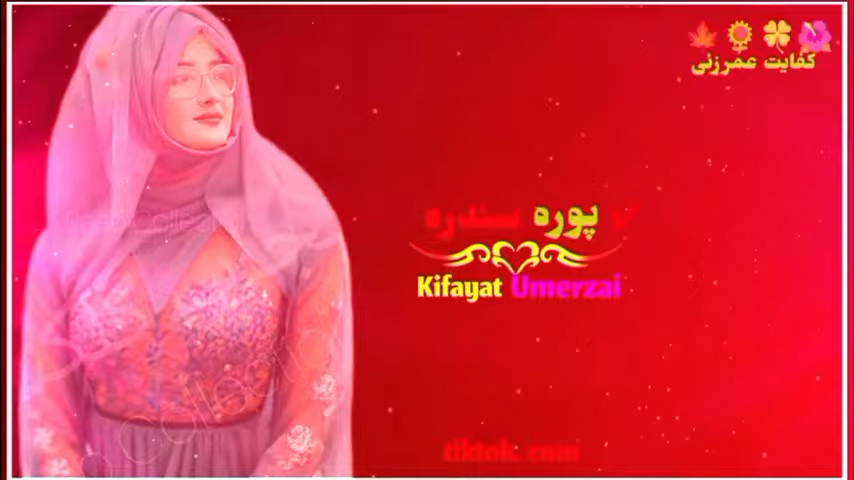 کفایت عمرزئی
پوره سندره
Kifayat Umerzai
tiktok. com